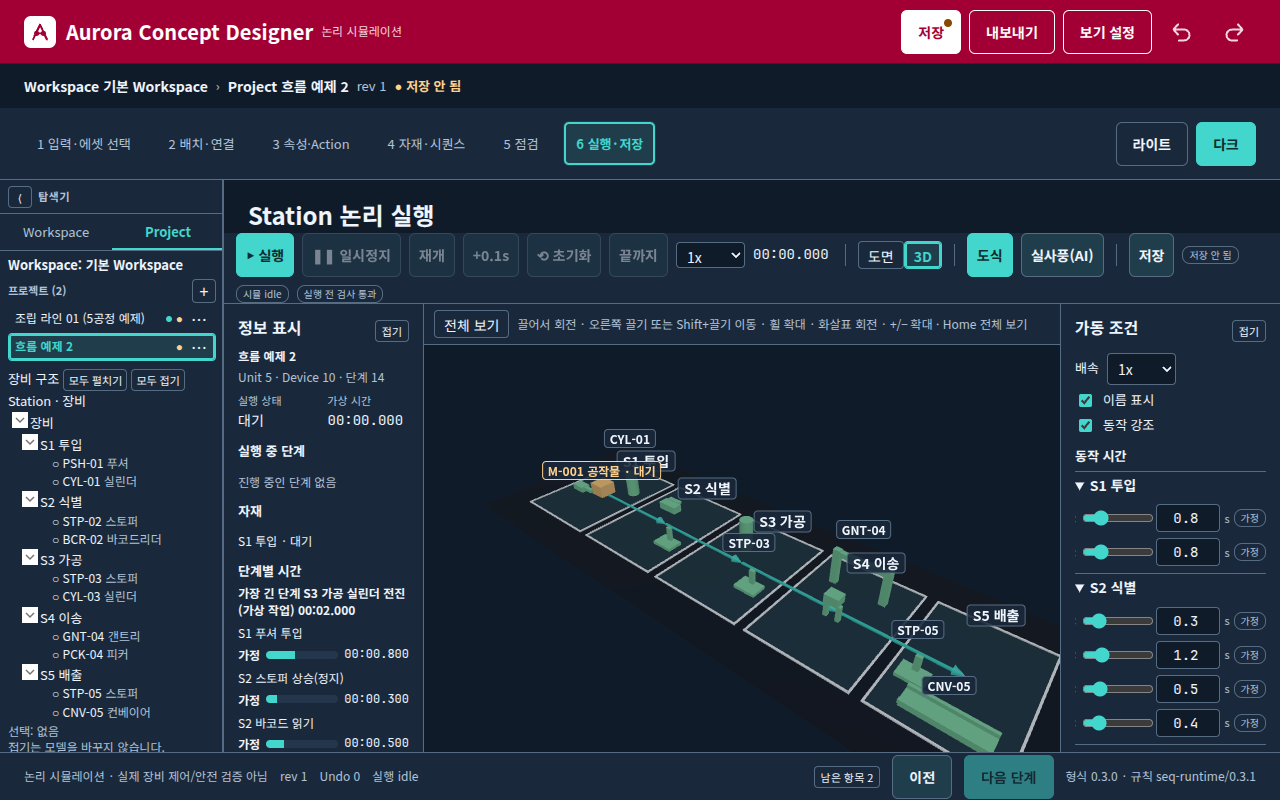 Aurora Concept Designer 논리 시뮬레이션
저장 내보내기 보기 설정
Workspace 기본 Workspace › Project 흐름 예제 2 rev 1 ● 저장 안 됨
1 입력·에셋 선택 2 배치·연결 3 속성·Action 4 자재·시퀀스 5 점검 6 실행·저장
라이트 다크
⟨ 탐색기
Workspace Project
Workspace: 기본 Workspace
프로젝트 (2) +
조립 라인 01 (5공정 예제) ● ● ···
흐름 예제 2 ● ···
장비 구조 모두 펼치기 모두 접기
Station · 장비
장비
S1 투입
○ PSH-01 푸셔
○ CYL-01 실린더
S2 식별
○ STP-02 스토퍼
○ BCR-02 바코드리더
S3 가공
○ STP-03 스토퍼
○ CYL-03 실린더
S4 이송
○ GNT-04 갠트리
○ PCK-04 피커
S5 배출
○ STP-05 스토퍼
○ CNV-05 컨베이어
선택: 없음
접기는 모델을 바꾸지 않습니다.
Station 논리 실행
▸ 실행 ❚❚ 일시정지 재개 +0.1s ⟲ 초기화 끝까지 1x 00:00.000 도면 3D 도식 실사풍(AI) 저장 저장 안 됨
시뮬 idle 실행 전 검사 통과
정보 표시 접기
흐름 예제 2
Unit 5 · Device 10 · 단계 14
실행 상태 가상 시간
대기 00:00.000
실행 중 단계
진행 중인 단계 없음
자재
S1 투입 · 대기
단계별 시간
가장 긴 단계 S3 가공 실린더 전진
(가상 작업) 00:02.000
S1 푸셔 투입
가정 00:00.800
S2 스토퍼 상승(정지)
가정 00:00.300
S2 바코드 읽기
가정 00:00.500
전체 보기 끌어서 회전 · 오른쪽 끌기 또는 Shift+끌기 이동 · 휠 확대 · 화살표 회전 · +/− 확대 · Home 전체 보기
CYL-01
S1 투입
M-001 공작물 · 대기
S2 식별
S3 가공
GNT-04
STP-03
S4 이송
S5 배출
STP-05
CNV-05
가동 조건 접기
배속 1x
이름 표시
동작 강조
동작 시간
▼ S1 투입
0.8 s 가정
0.8 s 가정
▼ S2 식별
0.3 s 가정
1.2 s 가정
0.5 s 가정
0.4 s 가정
논리 시뮬레이션 · 실제 장비 제어/안전 검증 아님 rev 1 Undo 0 실행 idle
남은 항목 2 이전 다음 단계 형식 0.3.0 · 규칙 seq-runtime/0.3.1